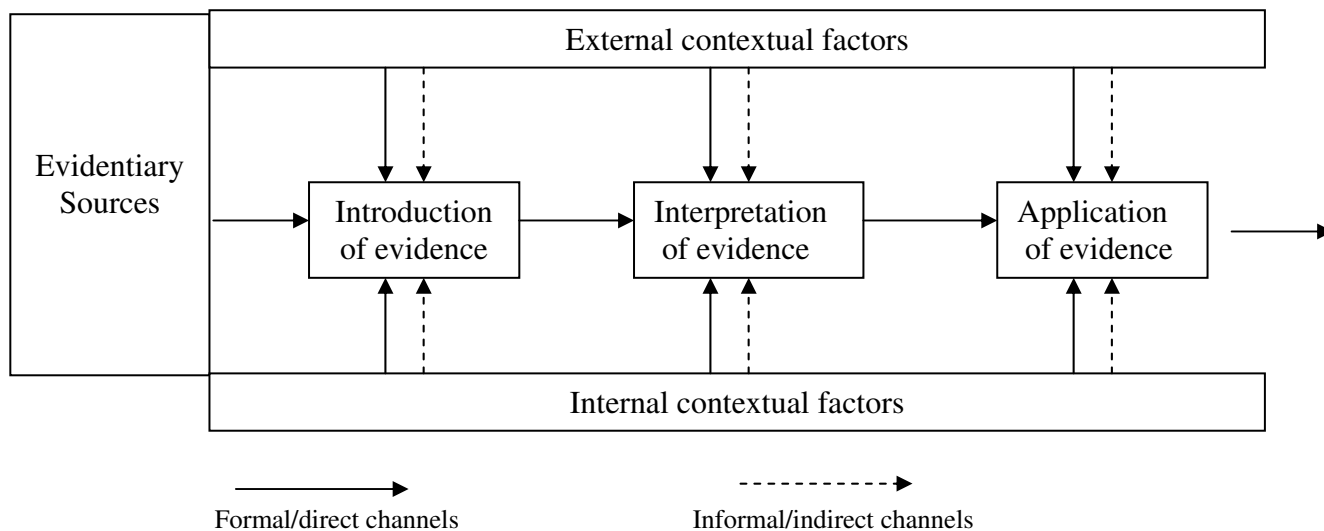 External contextual factors
Evidentiary
Sources
Introduction
of evidence
Interpretation
of evidence
Application
of evidence
Internal contextual factors
Formal/direct channels
Informal/indirect channels